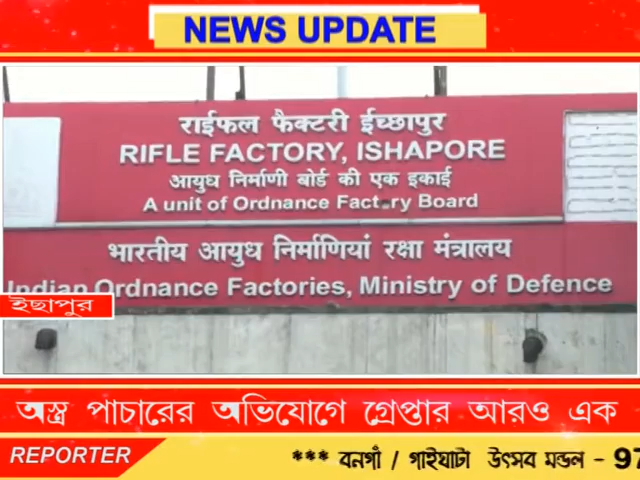 NEWS UPDATE
राईफल फैक्टरी ईच्छापुर
RIFLE FACTORY, ISHAPORE
आयुध निर्माणी बोर्ड की एक इकाई
A unit of Ordnance Factory Board
भारतीय आयुध निर्माणियां रक्षा मंत्रालय
Indian Ordnance Factories, Ministry of Defence
ইছাপুর
অস্ত্র পাচারের অভিযোগে গ্রেপ্তার আরও এক
REPORTER
*** বনগাঁ / গাইঘাটা উৎসব মন্ডল - 97